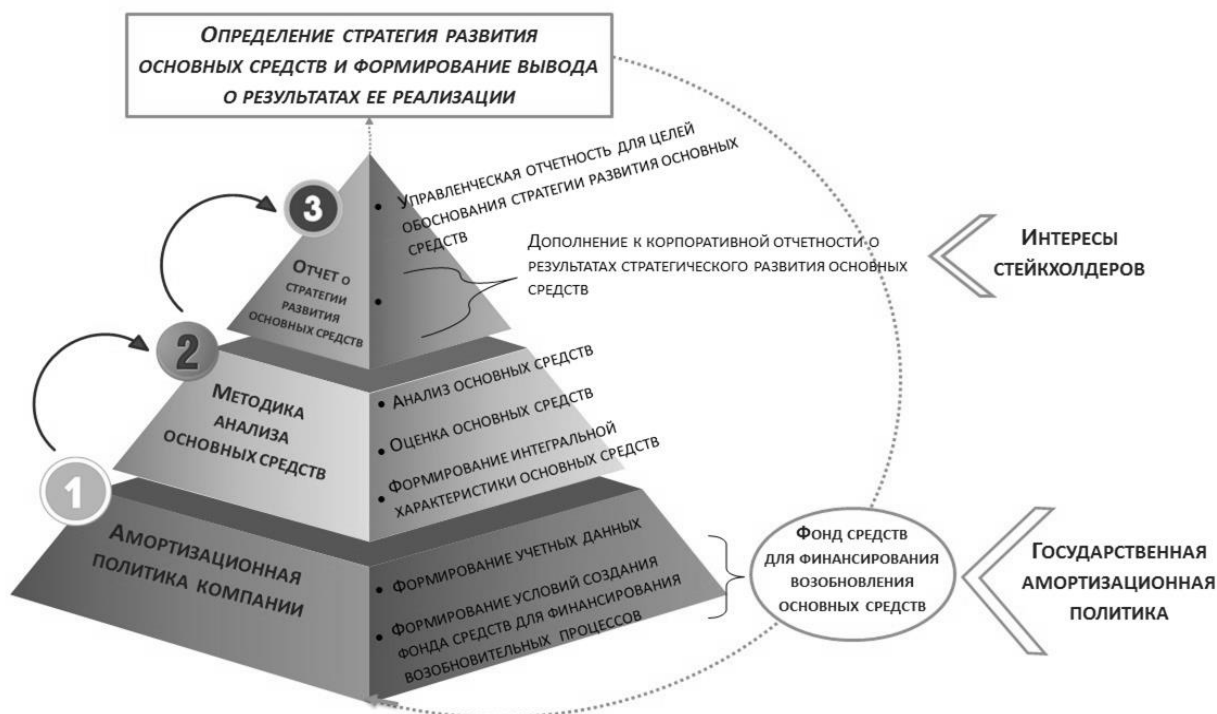 ОПРЕДЕЛЕНИЕ СТРАТЕГИЯ РАЗВИТИЯ
ОСНОВНЫХ СРЕДСТВ И ФОРМИРОВАНИЕ ВЫВОДА
О РЕЗУЛЬТАТАХ ЕЕ РЕАЛИЗАЦИИ
3
ОТЧЕТ О
СТРАТЕГИИ
РАЗВИТИЯ
ОСНОВНЫХ СРЕДСТВ
• УПРАВЛЕНЧЕСКАЯ ОТЧЕТНОСТЬ ДЛЯ ЦЕЛЕЙ
ОБОСНОВАНИЯ СТРАТЕГИИ РАЗВИТИЯ ОСНОВНЫХ
СРЕДСТВ
•
ДОПОЛНЕНИЕ К КОРПОРАТИВНОЙ ОТЧЕТНОСТИ О
РЕЗУЛЬТАТАХ СТРАТЕГИЧЕСКОГО РАЗВИТИЯ ОСНОВНЫХ
СРЕДСТВ
ИНТЕРЕСЫ
СТЕЙКХОЛДЕРОВ
2
МЕТОДИКА
АНАЛИЗА
ОСНОВНЫХ СРЕДСТВ
• АНАЛИЗ ОСНОВНЫХ СРЕДСТВ
• ОЦЕНКА ОСНОВНЫХ СРЕДСТВ
• ФОРМИРОВАНИЕ ИНТЕГРАЛЬНОЙ
ХАРАКТЕРИСТИКИ ОСНОВНЫХ СРЕДСТВ
1
АМОРТИЗАЦИОННАЯ
ПОЛИТИКА КОМПАНИИ
• ФОРМИРОВАНИЕ УЧЕТНЫХ ДАННЫХ
• ФОРМИРОВАНИЕ УСЛОВИЙ СОЗДАНИЯ
ФОНДА СРЕДСТВ ДЛЯ ФИНАНСИРОВАНИЯ
ВОЗОБНОВИТЕЛЬНЫХ ПРОЦЕССОВ
ФОНД СРЕДСТВ
ДЛЯ ФИНАНСИРОВАНИЯ
ВОЗОБНОВЛЕНИЯ
ОСНОВНЫХ СРЕДСТВ
ГОСУДАРСТВЕННАЯ
АМОРТИЗАЦИОННАЯ
ПОЛИТИКА